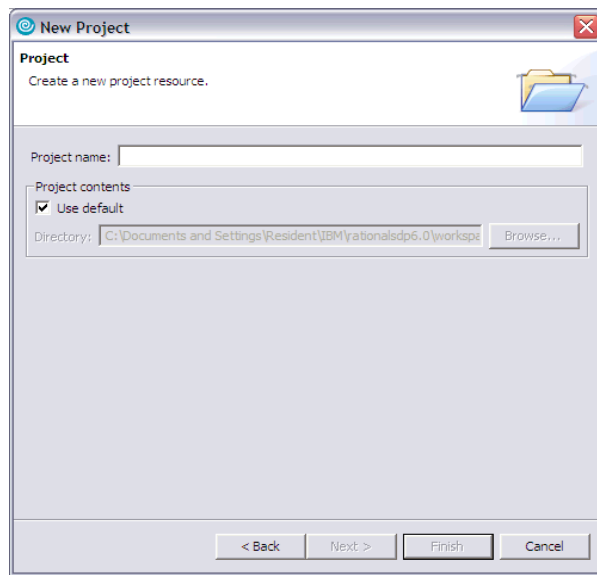 New Project
Project
Create a new project resource.
Project name:
Project contents
Use default
Directory: C:\Documents and Settings\Resident\IBM\rationalsdp6.0\workspa Browse...
< Back Next > Finish Cancel